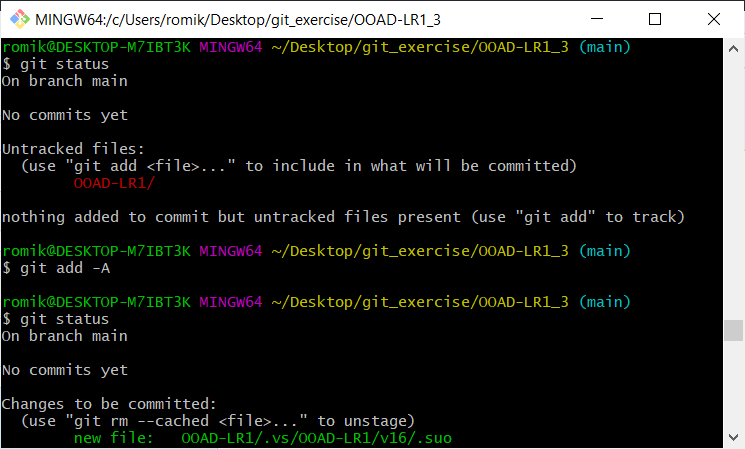 MINGW64:/c/Users/romik/Desktop/git_exercise/OOAD-LR1_3
romik@DESKTOP-M7IBT3K MINGW64 ~/Desktop/git_exercise/OOAD-LR1_3 (main)
$ git status
On branch main
No commits yet
Untracked files:
  (use "git add <file>..." to include in what will be committed)
        OOAD-LR1/
nothing added to commit but untracked files present (use "git add" to track)
romik@DESKTOP-M7IBT3K MINGW64 ~/Desktop/git_exercise/OOAD-LR1_3 (main)
$ git add -A
romik@DESKTOP-M7IBT3K MINGW64 ~/Desktop/git_exercise/OOAD-LR1_3 (main)
$ git status
On branch main
No commits yet
Changes to be committed:
  (use "git rm --cached <file>..." to unstage)
        new file:   OOAD-LR1/.vs/OOAD-LR1/v16/.suo